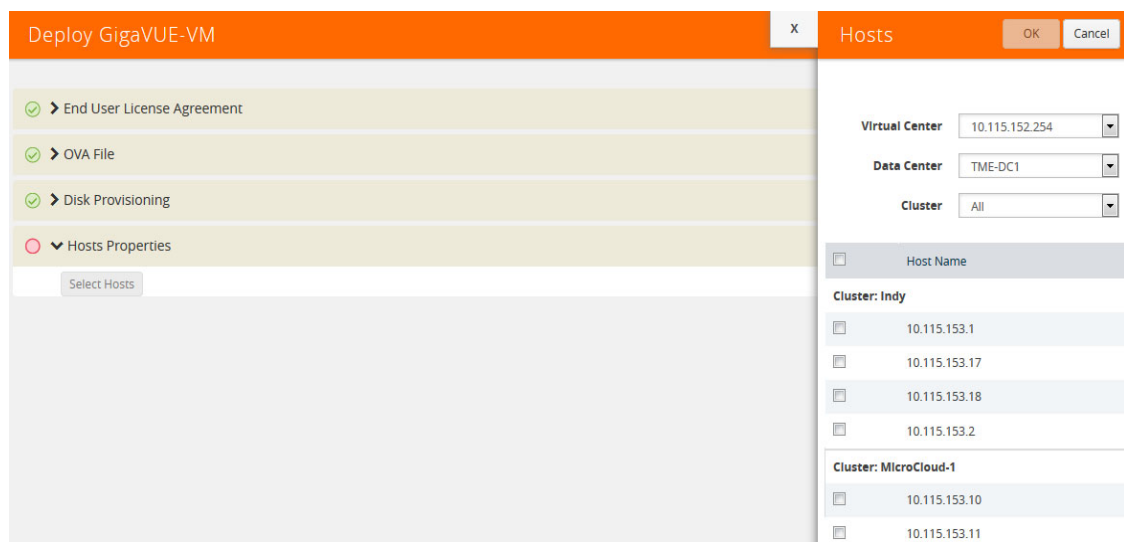 Deploy GigaVUE-VM
X
End User License Agreement
OVA File
Disk Provisioning
Hosts Properties
Select Hosts
Hosts
OK
Cancel
Virtual Center 10.115.152.254
Data Center TME-DC1
Cluster All
Host Name
Cluster: Indy
10.115.153.1
10.115.153.17
10.115.153.18
10.115.153.2
Cluster: MicroCloud-1
10.115.153.10
10.115.153.11